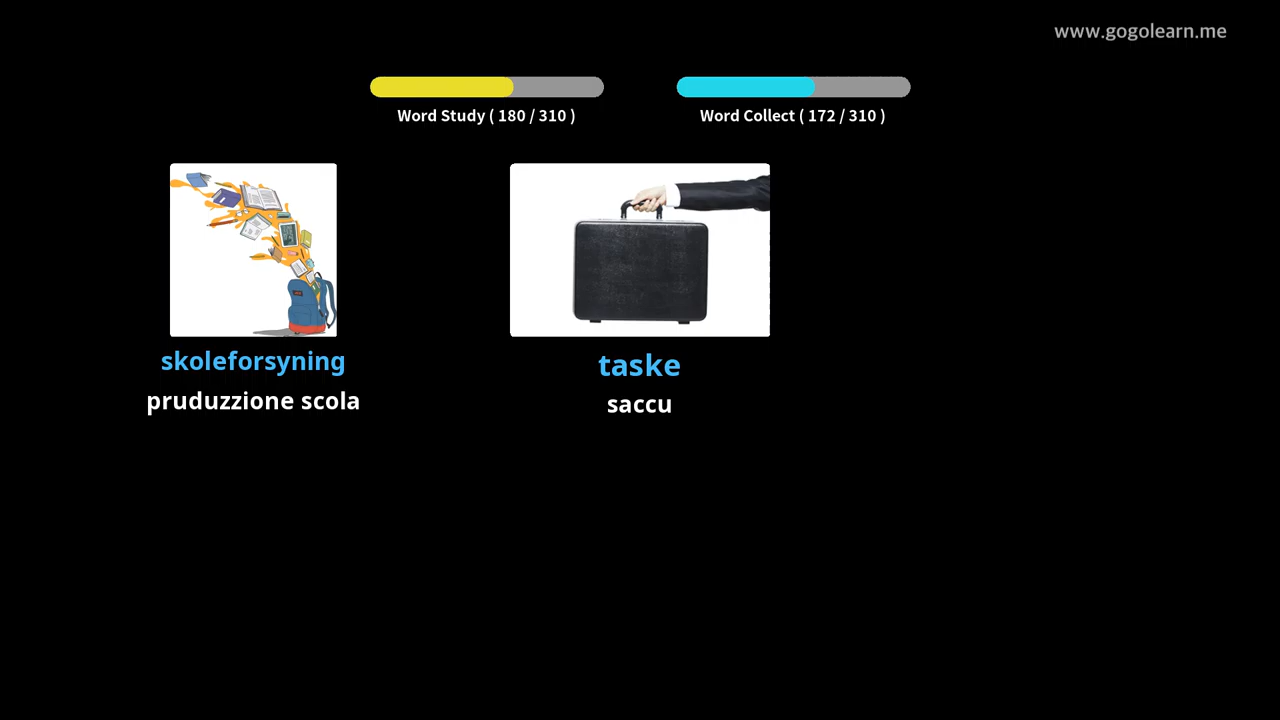 www.gogolearn.me
Word Study ( 180 / 310 )
Word Collect ( 172 / 310 )
skoleforsyning
pruduzzione scola
taske
saccu